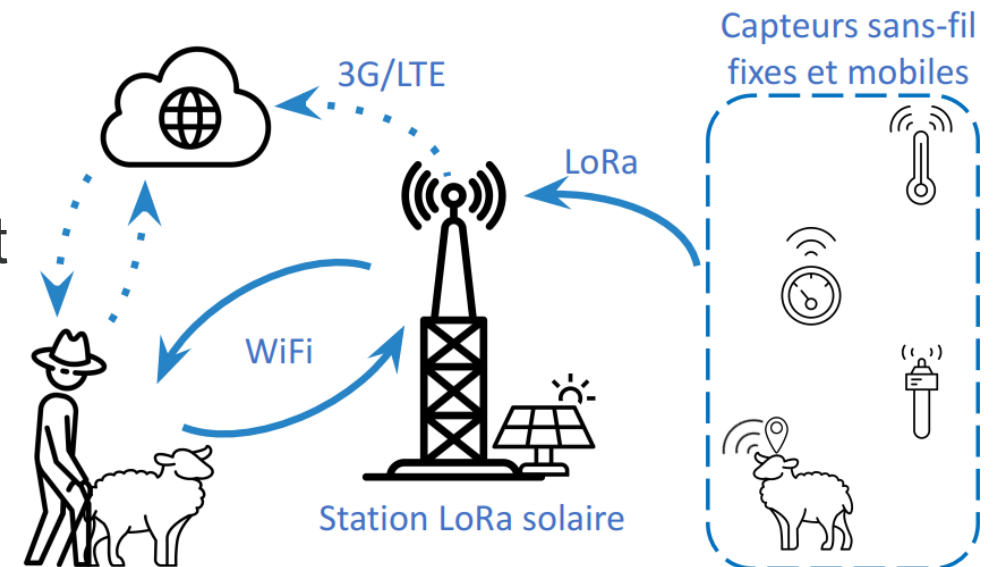 Capteurs sans-fil
fixes et mobiles
3G/LTE
LoRa
t
WiFi
Station LoRa solaire